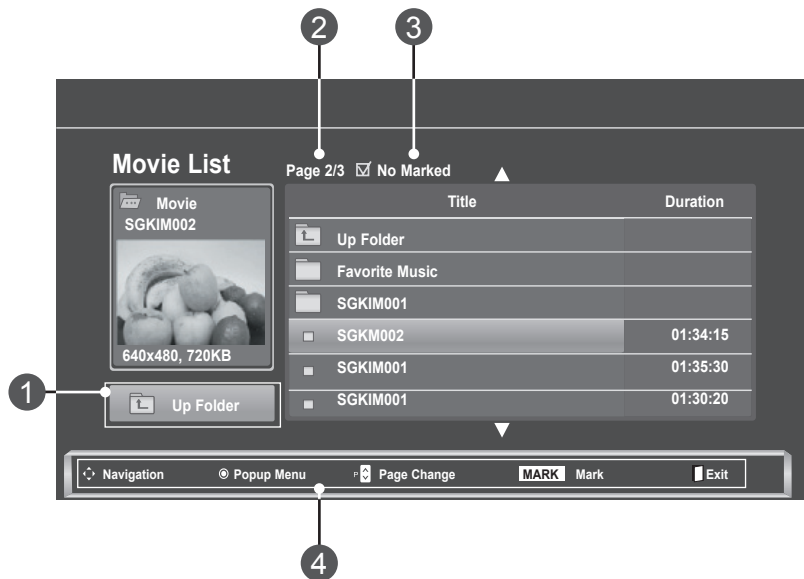 2 3
Movie List
Page 2/3 No Marked
Movie
SGKIM002
640x480, 720KB
1
Up Folder
Title Duration
Up Folder
Favorite Music
SGKIM001
SGKM002 01:34:15
SGKIM001 01:35:30
SGKIM001 01:30:20
Navigation Popup Menu P Page Change MARK Mark Exit
4